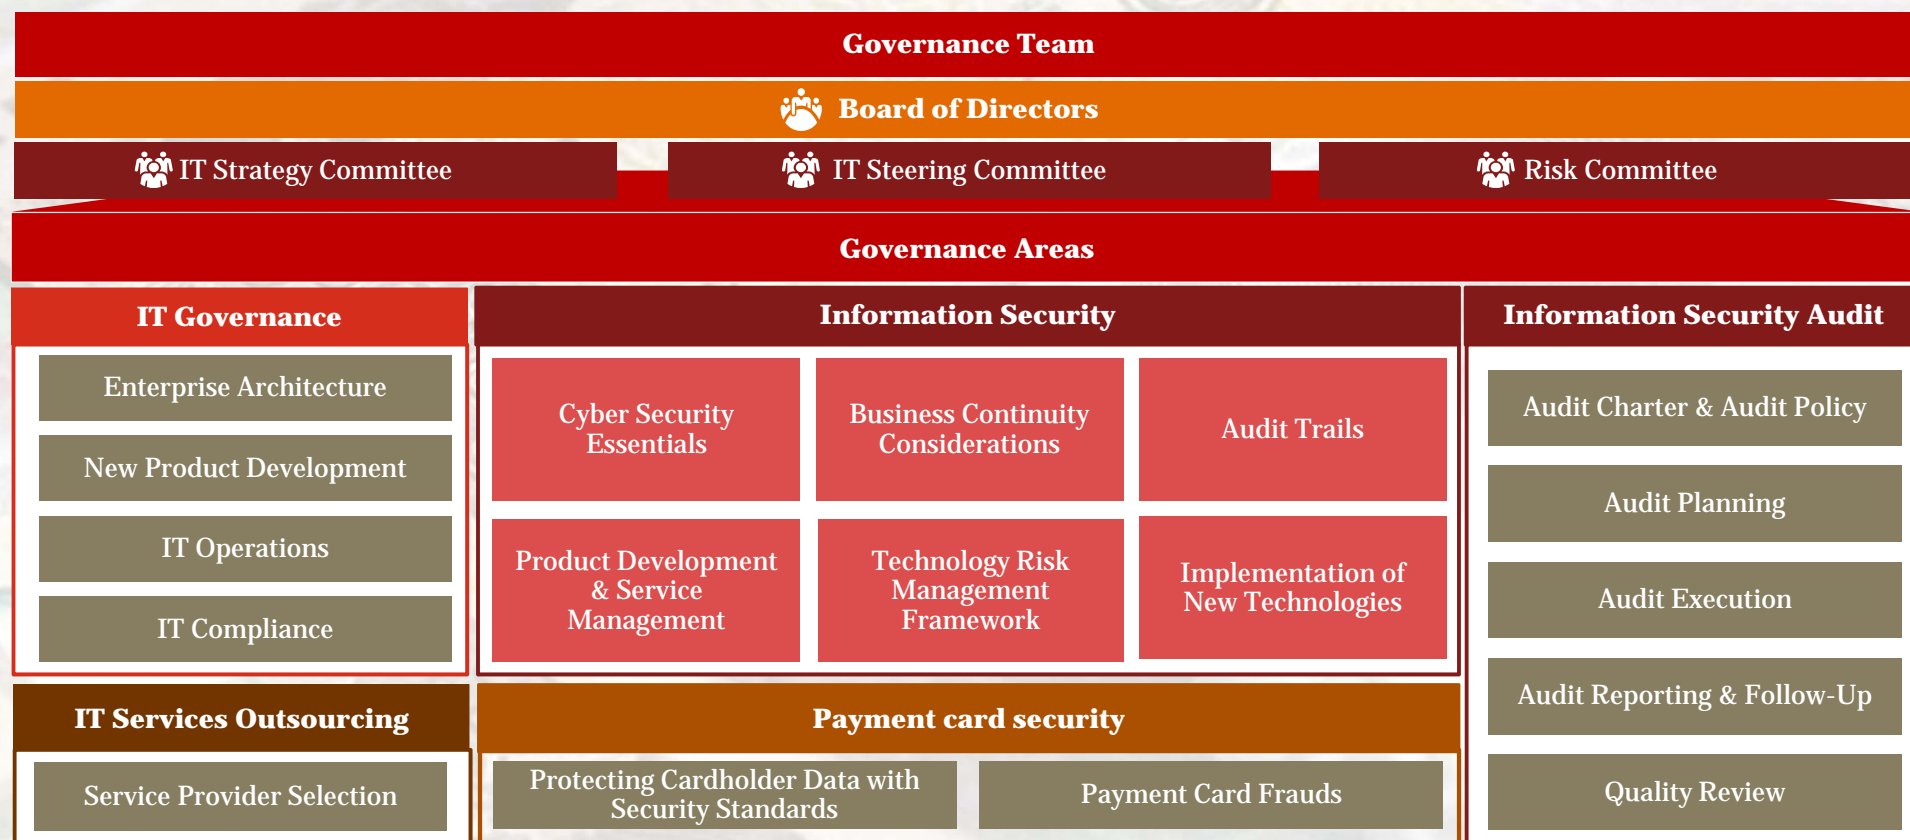 Governance Team
Board of Directors
IT Strategy Committee
IT Steering Committee
Risk Committee
Governance Areas
IT Governance
Enterprise Architecture
New Product Development
IT Operations
IT Compliance
Information Security
Cyber Security
Essentials
Business Continuity
Considerations
Audit Trails
Product Development
& Service
Management
Technology Risk
Management
Framework
Implementation of
New Technologies
Information Security Audit
Audit Charter & Audit Policy
Audit Planning
Audit Execution
Audit Reporting & Follow-Up
Quality Review
IT Services Outsourcing
Service Provider Selection
Payment card security
Protecting Cardholder Data with
Security Standards
Payment Card Frauds